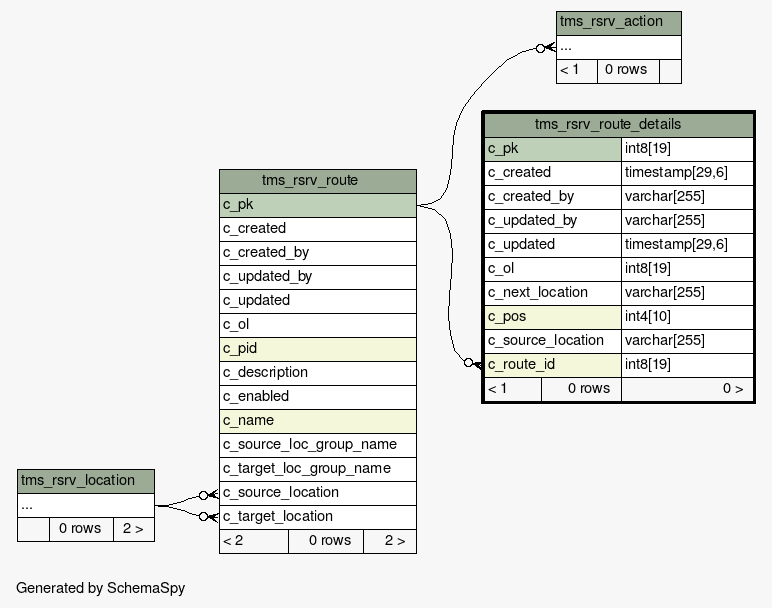 tms_rsrv_action
...
< 1 0 rows
tms_rsrv_route_details
c_pk int8[19]
c_created timestamp[29,6]
c_created_by varchar[255]
c_updated_by varchar[255]
c_updated timestamp[29,6]
c_ol int8[19]
c_next_location varchar[255]
c_pos int4[10]
c_source_location varchar[255]
c_route_id int8[19]
< 1 0 rows 0 >
tms_rsrv_route
c_pk
c_created
c_created_by
c_updated_by
c_updated
c_ol
c_pid
c_description
c_enabled
c_name
c_source_loc_group_name
c_target_loc_group_name
c_source_location
c_target_location
< 2 0 rows 2 >
tms_rsrv_location
...
0 rows 2 >
Generated by SchemaSpy